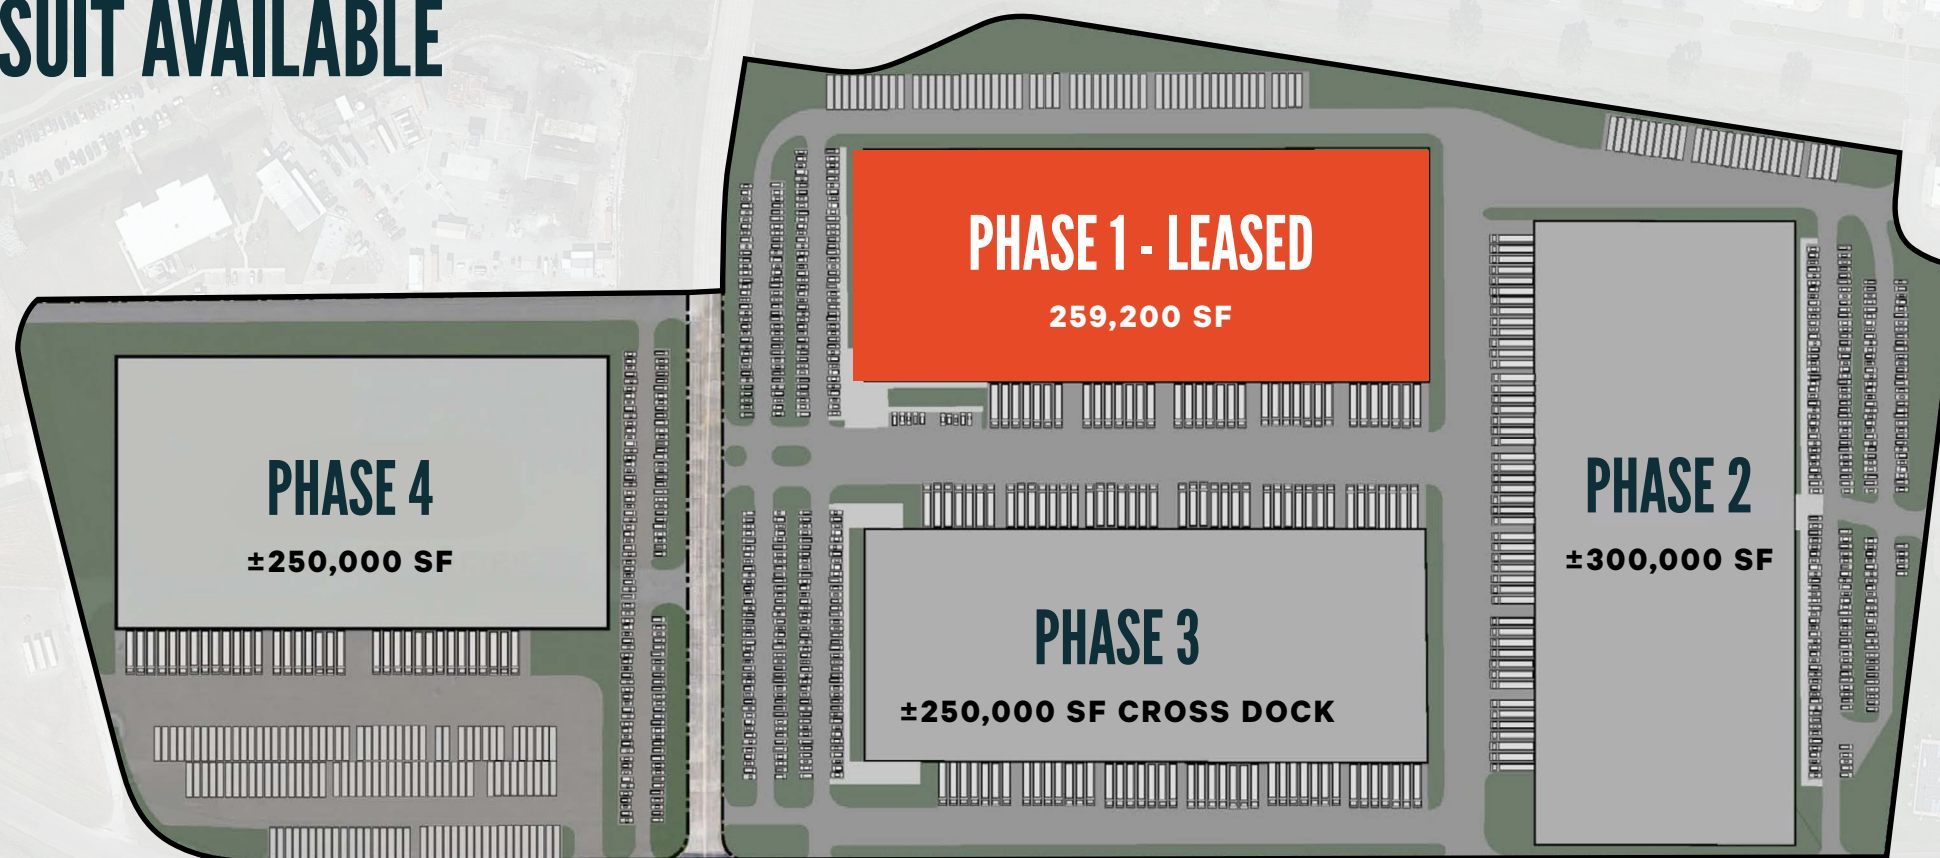 SUIT AVAILABLE
PHASE 1 - LEASED
259,200 SF
PHASE 4
±250,000 SF
PHASE 2
±300,000 SF
PHASE 3
±250,000 SF CROSS DOCK